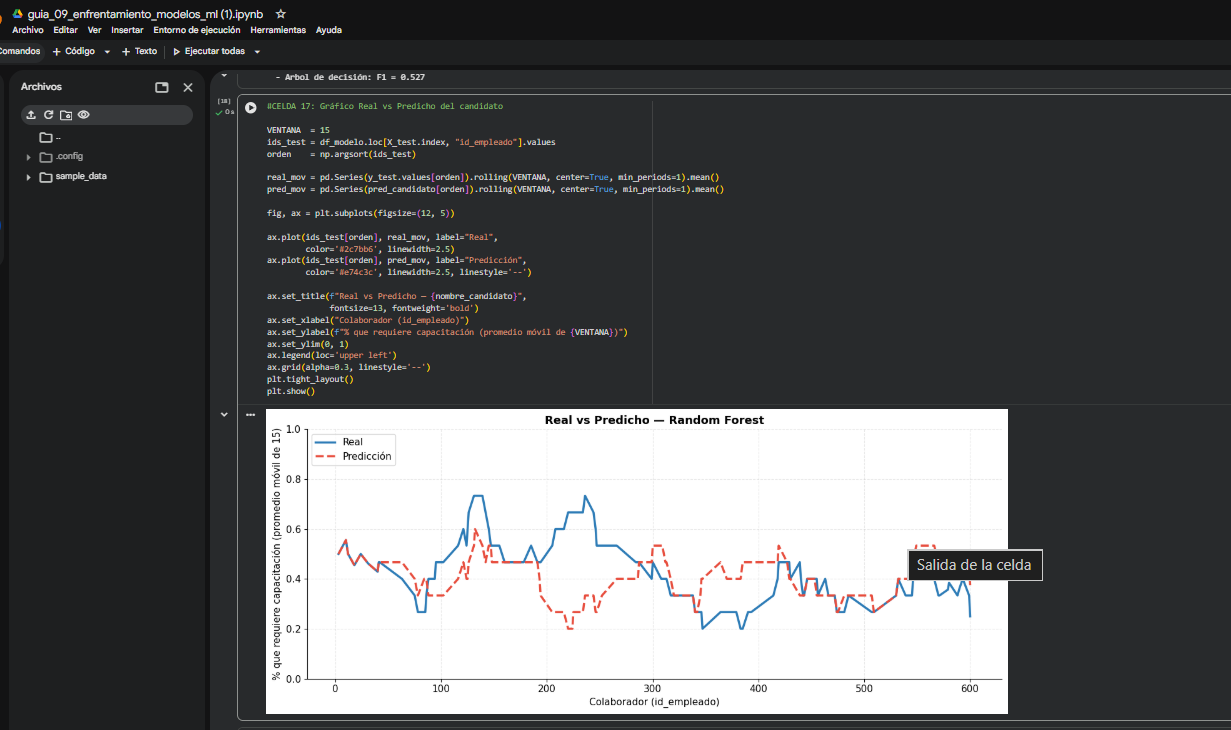 guia_09_enfrentamiento_modelos_ml (1).ipynb
Archivo Editar Ver Insertar Entorno de ejecución Herramientas Ayuda
Comandos + Código + Texto Ejecutar todas
Archivos
..
.config
sample_data
- Arbol de decisión: F1 = 0.527
[18]
0s
#CELDA 17: Gráfico Real vs Predicho del candidato
VENTANA = 15
ids_test = df_modelo.loc[X_test.index, "id_empleado"].values
orden = np.argsort(ids_test)
real_mov = pd.Series(y_test.values[orden]).rolling(VENTANA, center=True, min_periods=1).mean()
pred_mov = pd.Series(pred_candidato[orden]).rolling(VENTANA, center=True, min_periods=1).mean()
fig, ax = plt.subplots(figsize=(12, 5))
ax.plot(ids_test[orden], real_mov, label="Real",
color='#2c7bb6', linewidth=2.5)
ax.plot(ids_test[orden], pred_mov, label="Predicción",
color='#e74c3c', linewidth=2.5, linestyle='--')
ax.set_title(f"Real vs Predicho — {nombre_candidato}",
fontsize=13, fontweight='bold')
ax.set_xlabel("Colaborador (id_empleado)")
ax.set_ylabel(f"% que requiere capacitación (promedio móvil de {VENTANA})")
ax.set_ylim(0, 1)
ax.legend(loc='upper left')
ax.grid(alpha=0.3, linestyle='--')
plt.tight_layout()
plt.show()
Real vs Predicho — Random Forest
% que requiere capacitación (promedio móvil de 15)
1.0
0.8
0.6
0.4
0.2
0.0
Real
Predicción
Salida de la celda
0 100 200 300 400 500 600
Colaborador (id_empleado)